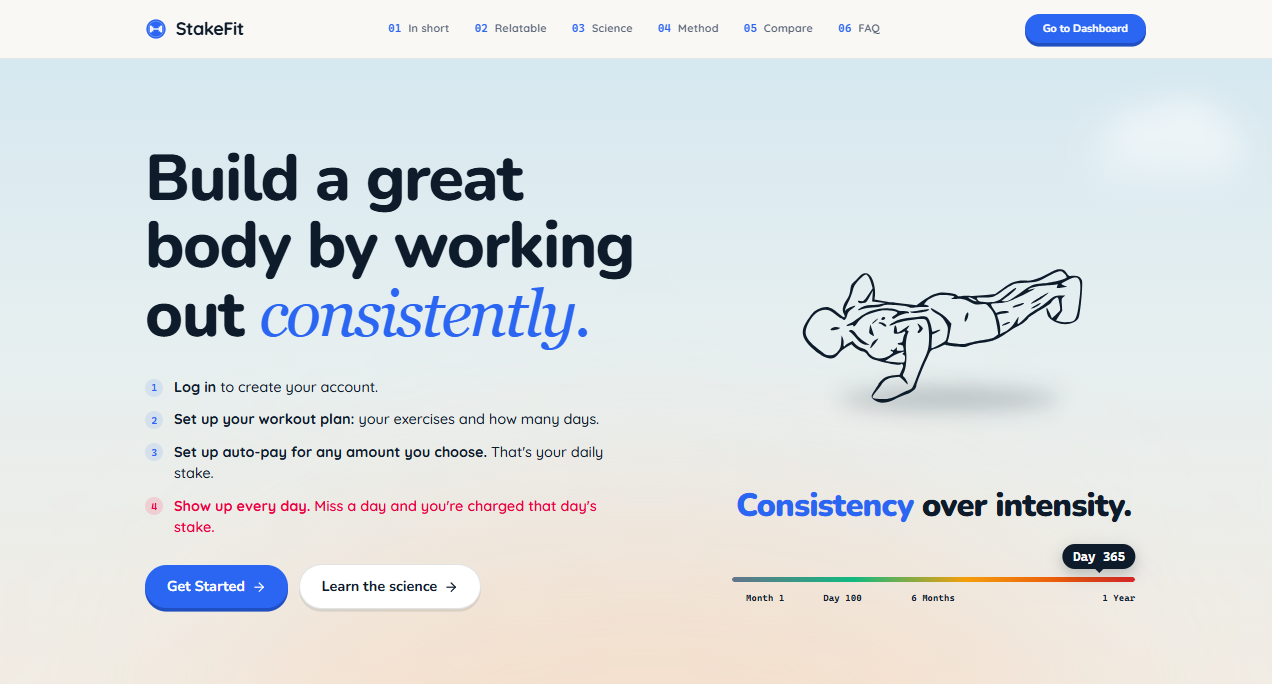 StakeFit
01 In short
02 Relatable
03 Science
04 Method
05 Compare
06 FAQ
Go to Dashboard
Build a great
body by working
out consistently.
1 Log in to create your account.
2 Set up your workout plan: your exercises and how many days.
3 Set up auto-pay for any amount you choose. That's your daily
stake.
4 Show up every day. Miss a day and you're charged that day's
stake.
Get Started →
Learn the science →
Consistency over intensity.
Day 365
Month 1
Day 100
6 Months
1 Year